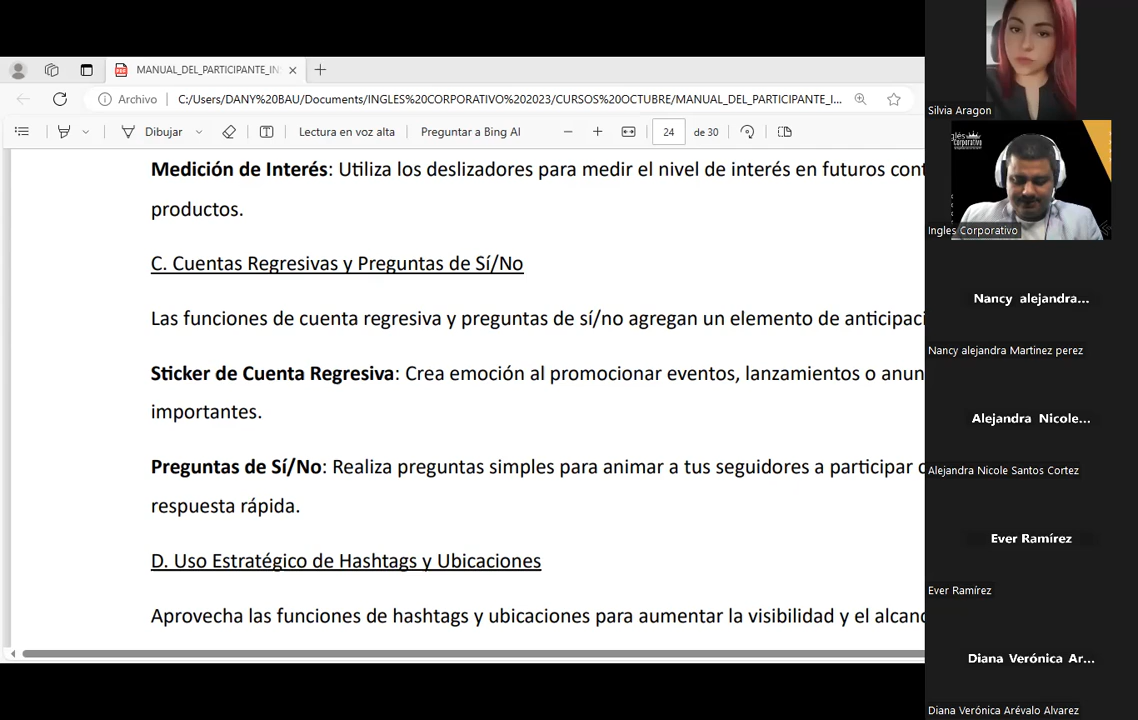 MANUAL_DEL_PARTICIPANTE_IN
Archivo
C:/Users/DANY%20BAU/Documents/INGLES%20CORPORATIVO%202023/CURSOS%20OCTUBRE/MANUAL_DEL_PARTICIPANTE_I...
Dibujar
Lectura en voz alta
Preguntar a Bing AI
24
de 30
Medición de Interés: Utiliza los deslizadores para medir el nivel de interés en futuros cont
productos.
C. Cuentas Regresivas y Preguntas de Sí/No
Las funciones de cuenta regresiva y preguntas de sí/no agregan un elemento de anticipaci
Sticker de Cuenta Regresiva: Crea emoción al promocionar eventos, lanzamientos o anun
importantes.
Preguntas de Sí/No: Realiza preguntas simples para animar a tus seguidores a participar c
respuesta rápida.
D. Uso Estratégico de Hashtags y Ubicaciones
Aprovecha las funciones de hashtags y ubicaciones para aumentar la visibilidad y el alcanc
Silvia Aragon
Ingles Corporativo
Nancy alejandra...
Nancy alejandra Martinez perez
Alejandra Nicole...
Alejandra Nicole Santos Cortez
Ever Ramírez
Ever Ramírez
Diana Verónica Ar...
Diana Verónica Arévalo Alvarez